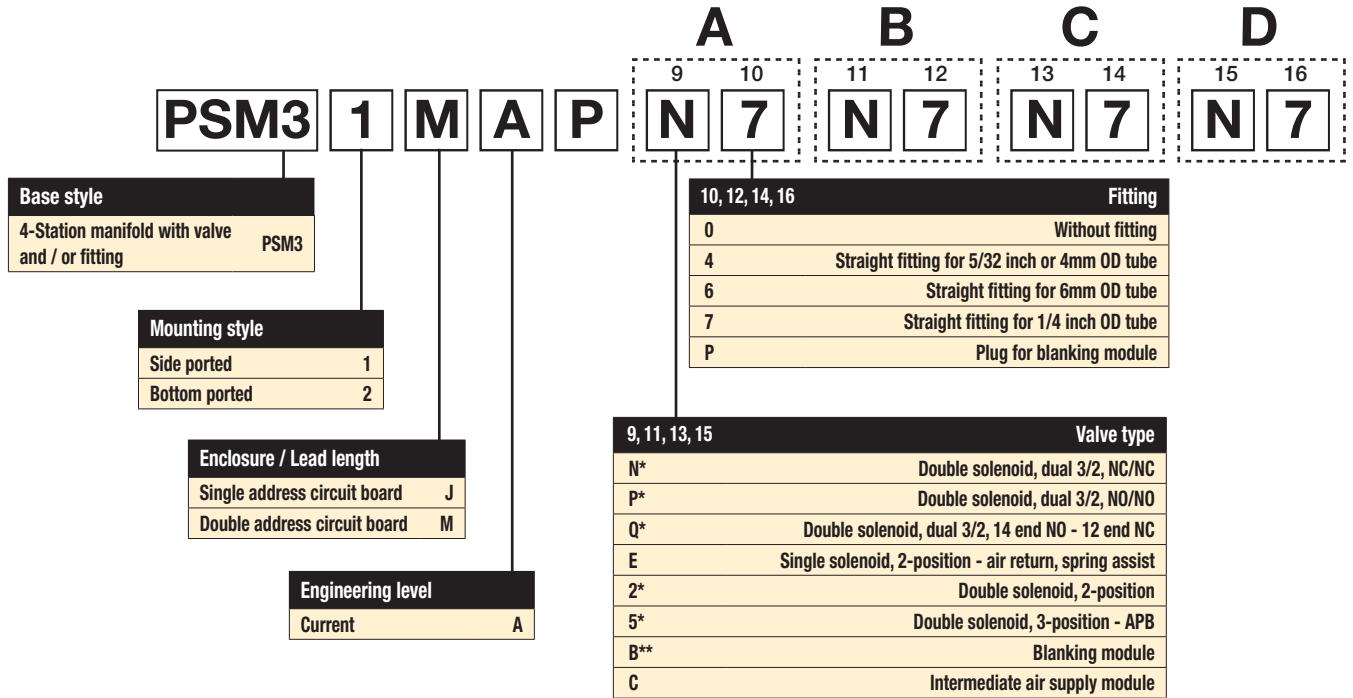 A B C D
9 10 11 12 13 14 15 16
PSM3 1 M A P N 7 N 7 N 7 N 7
Base style
4-Station manifold with valve
and / or fitting PSM3
Mounting style
Side ported 1
Bottom ported 2
Enclosure / Lead length
Single address circuit board J
Double address circuit board M
Engineering level
Current A
10, 12, 14, 16 Fitting
0 Without fitting
4 Straight fitting for 5/32 inch or 4mm OD tube
6 Straight fitting for 6mm OD tube
7 Straight fitting for 1/4 inch OD tube
P Plug for blanking module
9, 11, 13, 15 Valve type
N* Double solenoid, dual 3/2, NC/NC
P* Double solenoid, dual 3/2, NO/NO
Q* Double solenoid, dual 3/2, 14 end NO - 12 end NC
E Single solenoid, 2-position - air return, spring assist
2* Double solenoid, 2-position
5* Double solenoid, 3-position - APB
B** Blanking module
C Intermediate air supply module